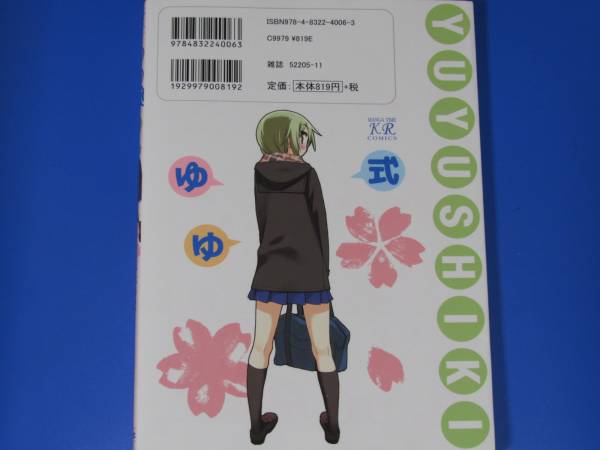 ISBN978-4-8322-4006-3
C9979 ¥819E
雑誌 52205-11
定価：本体819円+税
9784832240063
1929979008192
MANGA TIME
KR
COMICS
ゆ
ゆ
式
YUYUSHIKI